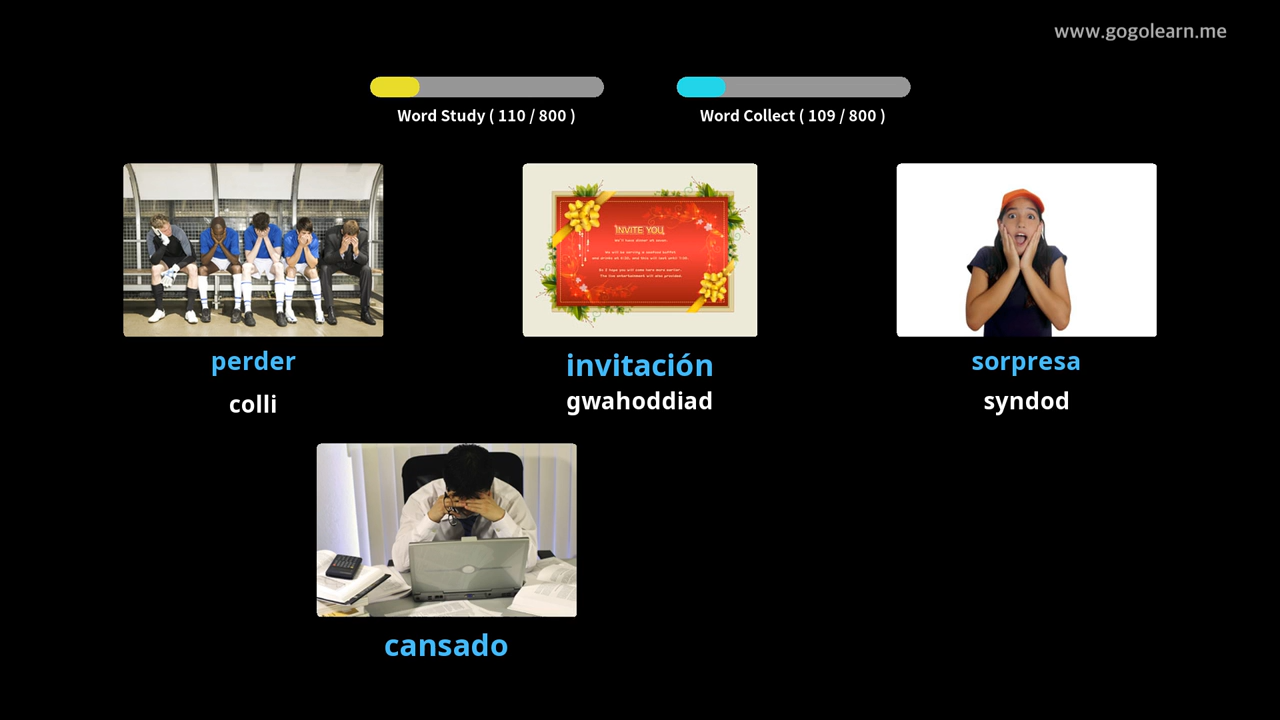 www.gogolearn.me
Word Study ( 110 / 800 )
Word Collect ( 109 / 800 )
INVITE YOU
perder
invitación
sorpresa
colli
gwahoddiad
syndod
cansado